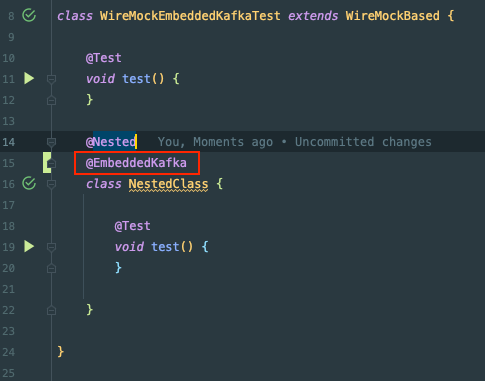 8 class WireMockEmbeddedKafkaTest extends WireMockBased {
9
10 @Test
11 void test() {
12 }
13
14 @Nested You, Moments ago • Uncommitted changes
15 @EmbeddedKafka
16 class NestedClass {
17
18 @Test
19 void test() {
20 }
21
22 }
23
24 }
25